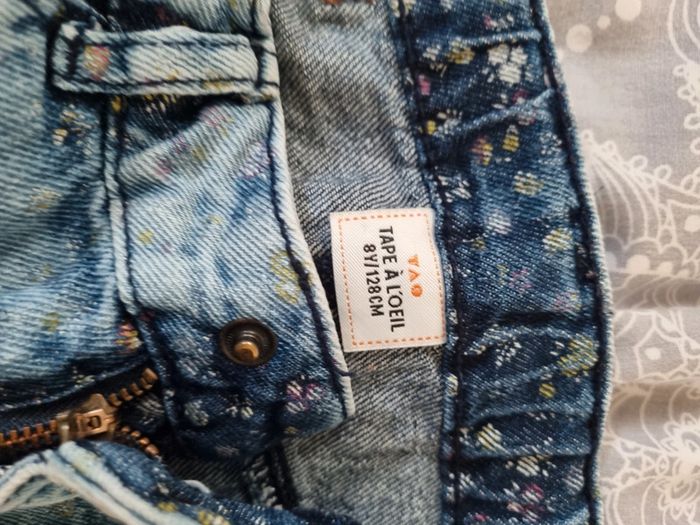 TAO
TAPE À L'OEIL
8Y/128CM